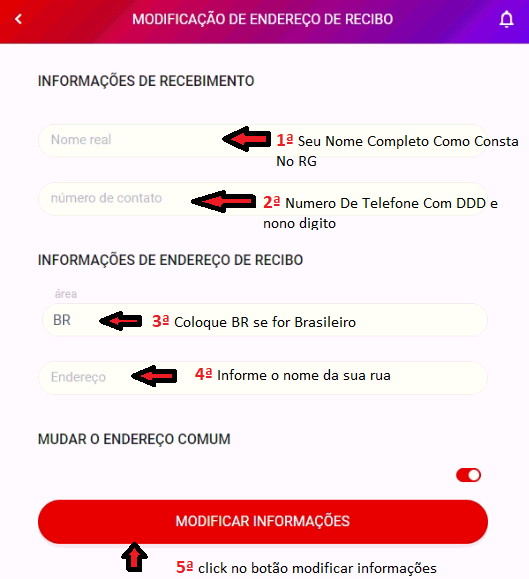 MODIFICAÇÃO DE ENDEREÇO DE RECIBO
INFORMAÇÕES DE RECEBIMENTO
Nome real
1ª Seu Nome Completo Como Consta
No RG
número de contato
2ª Numero De Telefone Com DDD e
nono digito
INFORMAÇÕES DE ENDEREÇO DE RECIBO
área
BR
3ª Coloque BR se for Brasileiro
Endereço
4ª Informe o nome da sua rua
MUDAR O ENDEREÇO COMUM
MODIFICAR INFORMAÇÕES
5ª click no botão modificar informações